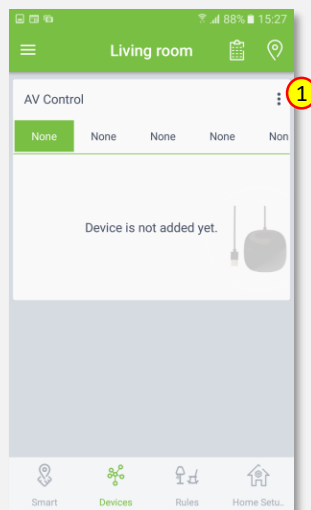 88% 15:27
Living room
AV Control
1
None None None None Non
Device is not added yet.
Smart Devices Rules Home Setu..